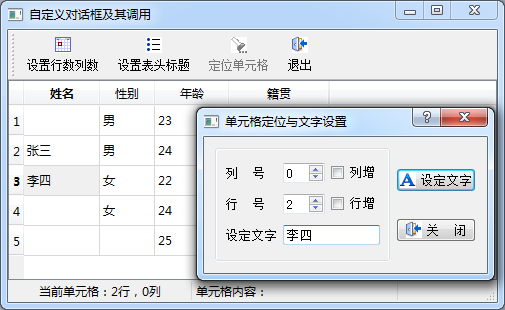 自定义对话框及其调用
设置行数列数 设置表头标题 定位单元格 退出
姓名 性别 年龄 籍贯
1 男 23
2 张三 男 24
3 李四 女 22
4 女 24
5 25
当前单元格：2行，0列 单元格内容：
单元格定位与文字设置
列 号 0 列增
行 号 2 行增
设定文字 李四
设定文字
关 闭